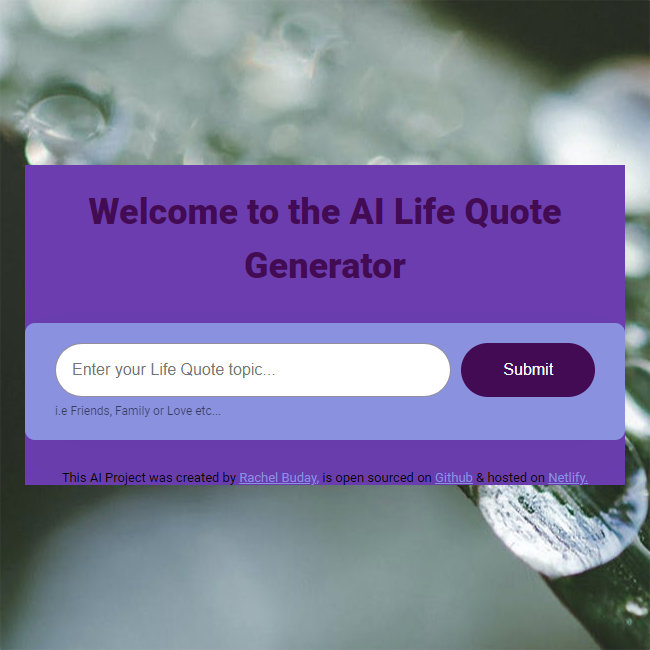 Welcome to the AI Life Quote
Generator
Enter your Life Quote topic...
Submit
i.e Friends, Family or Love etc...
This AI Project was created by Rachel Buday, is open sourced on Github & hosted on Netlify.